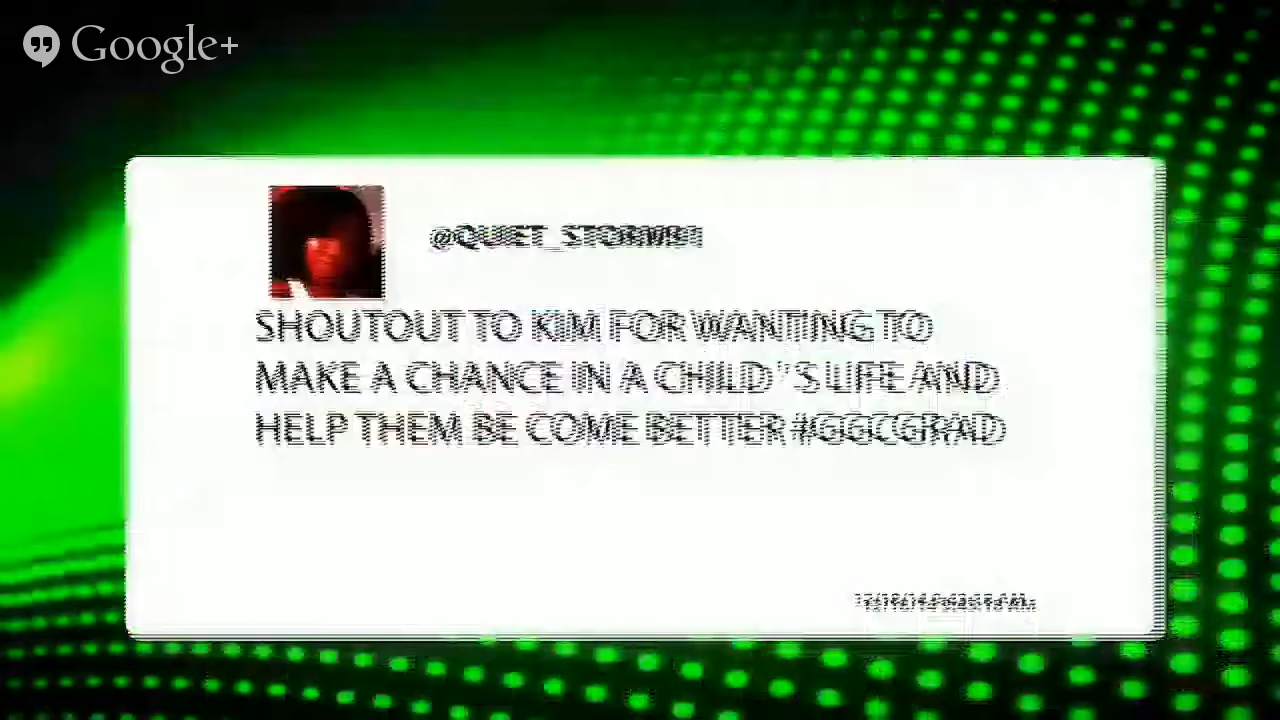 Google+
@QUIET_STORM91
SHOUTOUT TO KIM FOR WANTING TO
MAKE A CHANCE IN A CHILD''S LIFE AND
HELP THEM BE COME BETTER #GGCGRAD